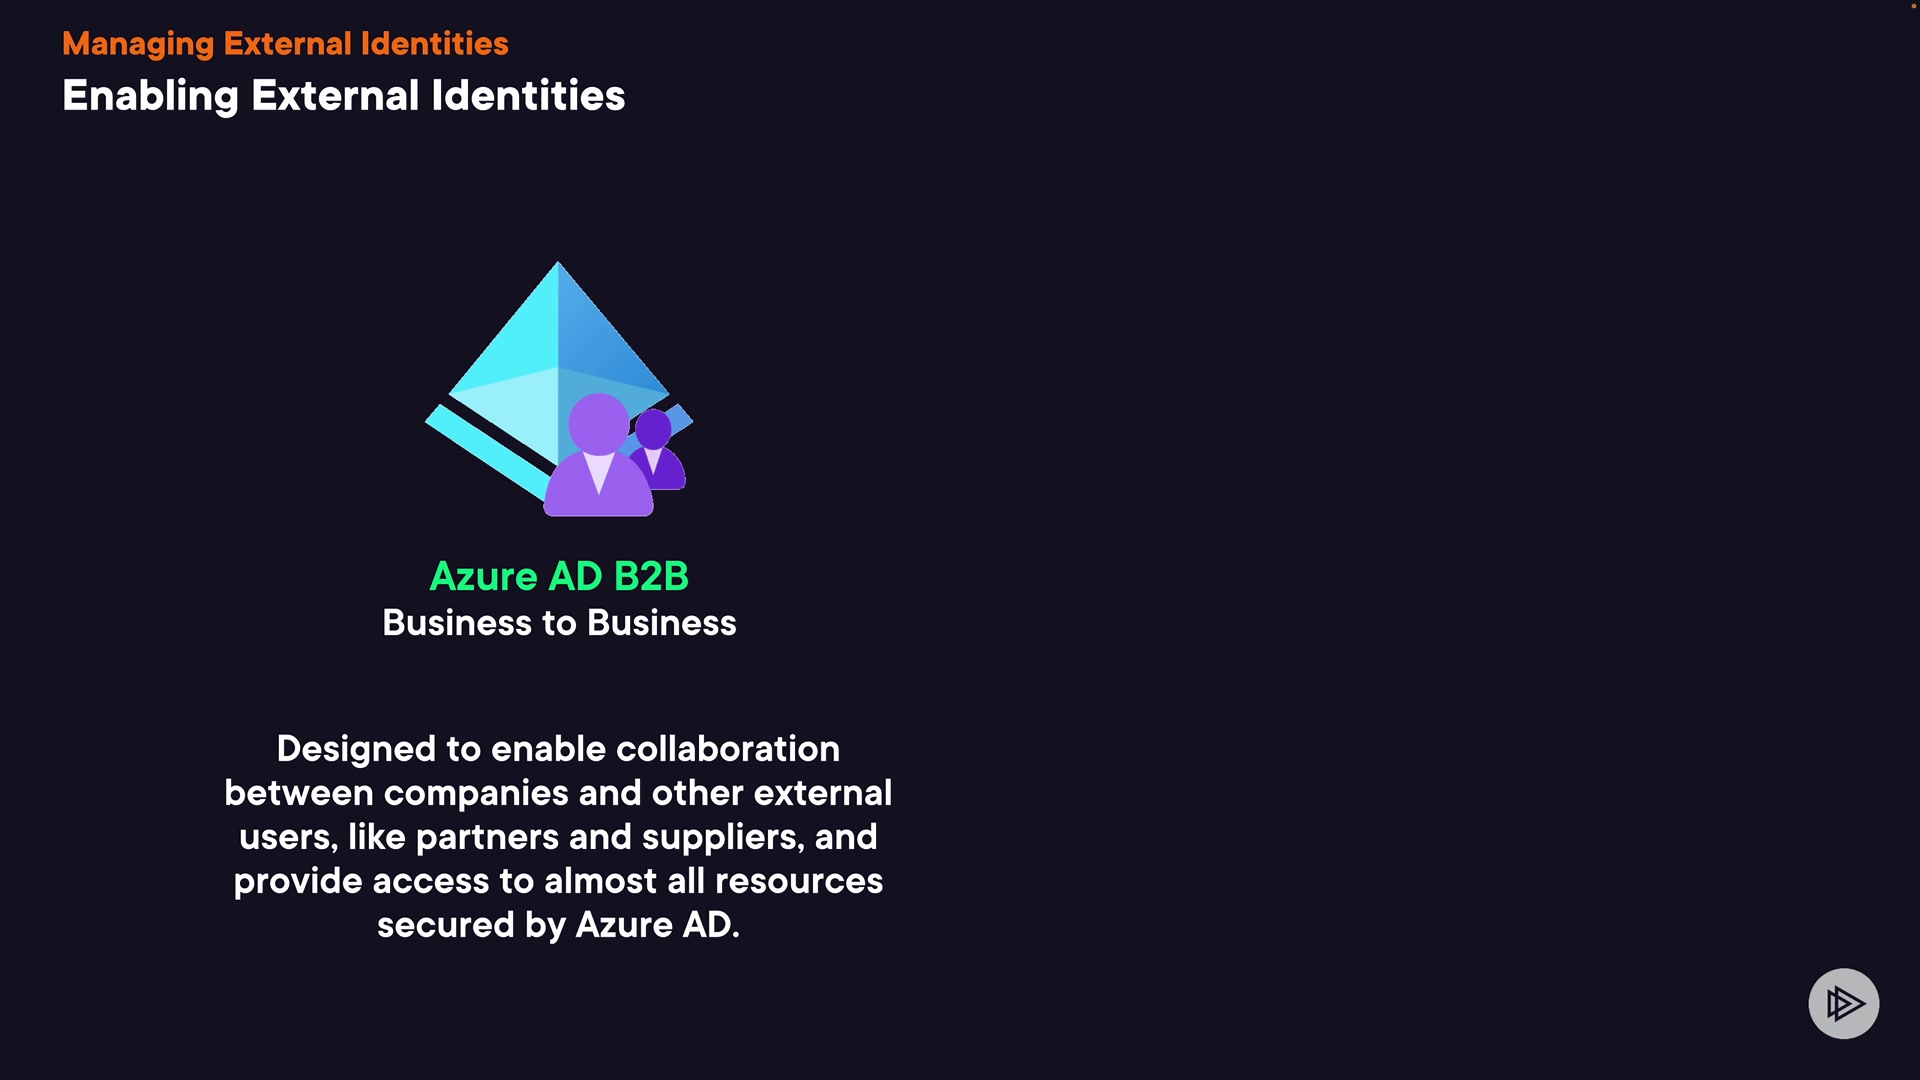 Managing External Identities
Enabling External Identities
Azure AD B2B
Business to Business
Designed to enable collaboration
between companies and other external
users, like partners and suppliers, and
provide access to almost all resources
secured by Azure AD.